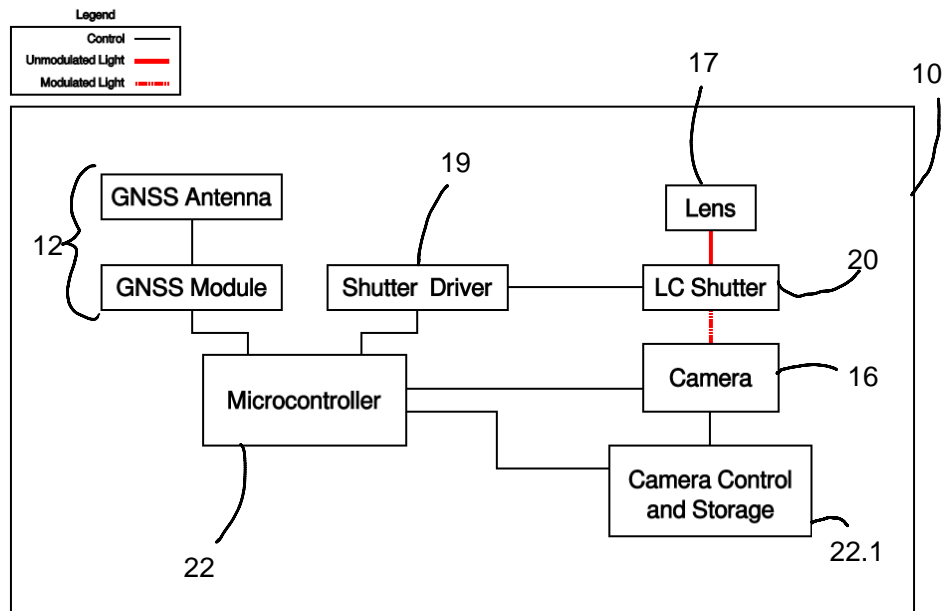 Legend
Control
Unmodulated Light
Modulated Light
10
17
19
GNSS Antenna
Lens
12
GNSS Module
Shutter Driver
LC Shutter
20
Microcontroller
Camera
16
Camera Control
and Storage
22
22.1